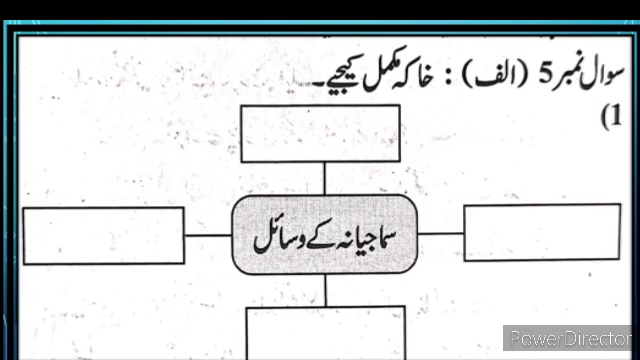 سوال نمبر 5 (الف) : خاکہ مکمل کیجیے۔
(1
سماجیانہ کے وسائل
PowerDirector